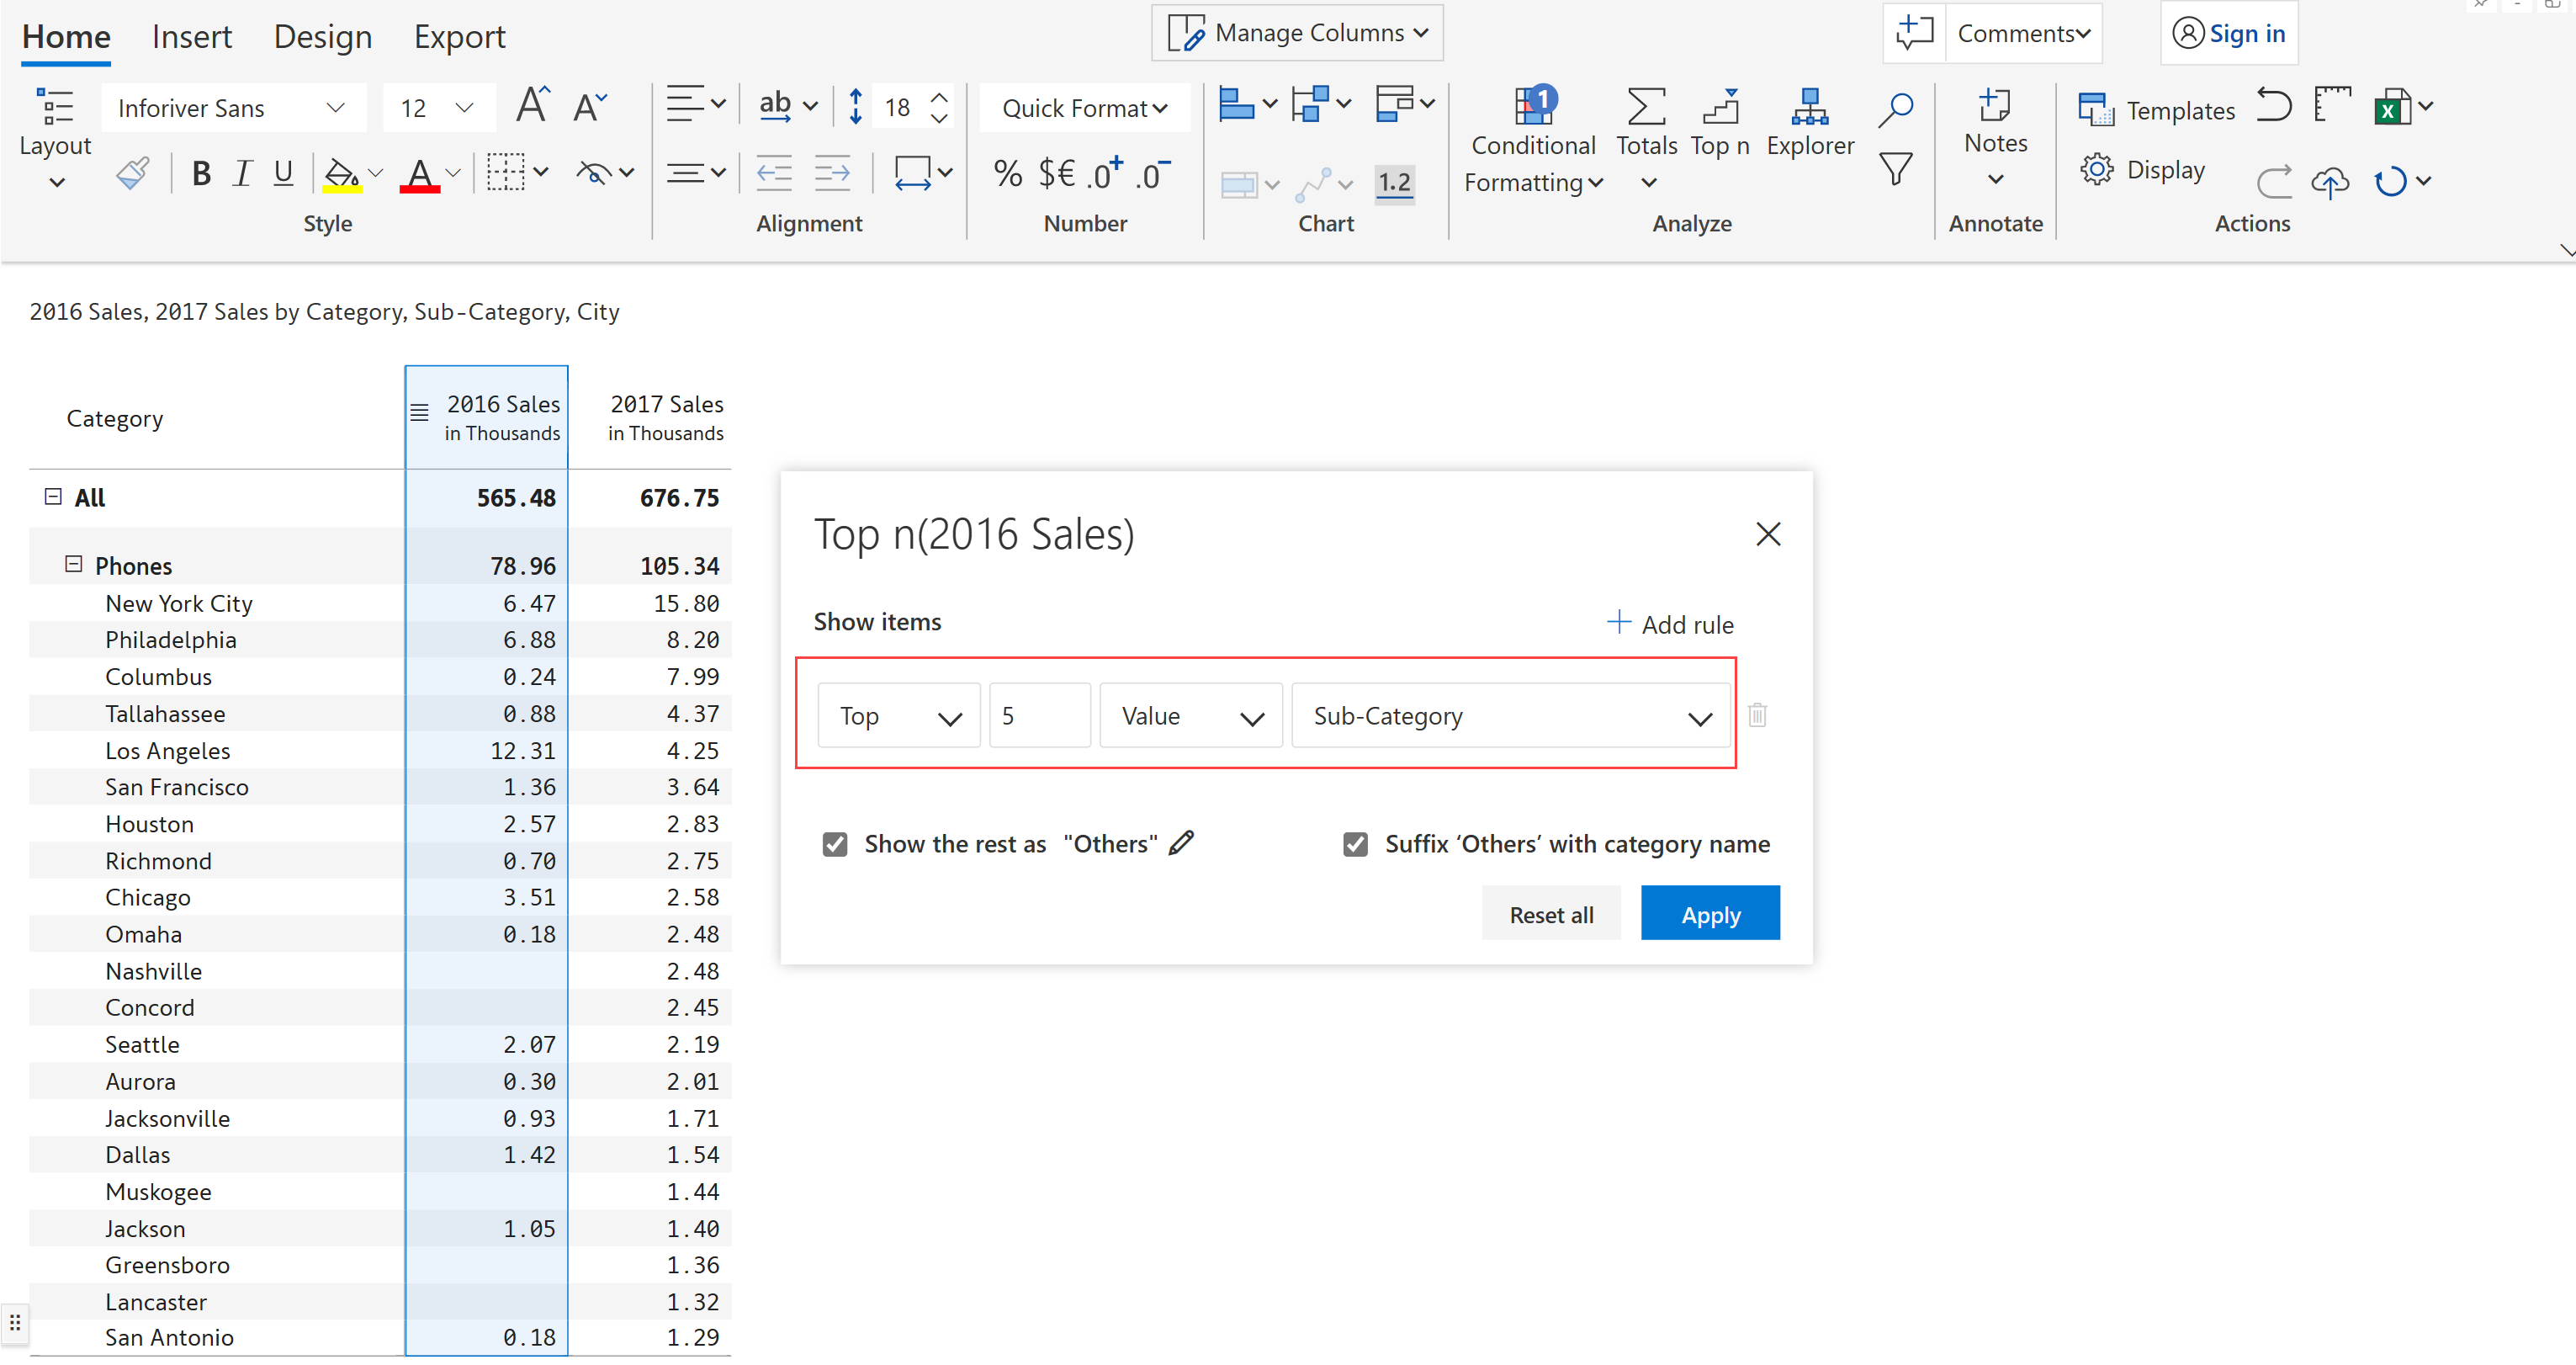 Home Insert Design Export Manage Columns Comments Sign in
Layout Inforiver Sans 12 A A ab 18 Quick Format 1 Conditional Formatting Totals Top n Explorer Notes Templates
B I U A % $€ .0+ .0- 1.2 Display
Style Alignment Number Chart Analyze Annotate Actions
2016 Sales, 2017 Sales by Category, Sub-Category, City
Category 2016 Sales in Thousands 2017 Sales in Thousands
All 565.48 676.75
Phones 78.96 105.34
New York City 6.47 15.80
Philadelphia 6.88 8.20
Columbus 0.24 7.99
Tallahassee 0.88 4.37
Los Angeles 12.31 4.25
San Francisco 1.36 3.64
Houston 2.57 2.83
Richmond 0.70 2.75
Chicago 3.51 2.58
Omaha 0.18 2.48
Nashville 2.48
Concord 2.45
Seattle 2.07 2.19
Aurora 0.30 2.01
Jacksonville 0.93 1.71
Dallas 1.42 1.54
Muskogee 1.44
Jackson 1.05 1.40
Greensboro 1.36
Lancaster 1.32
San Antonio 0.18 1.29
Top n(2016 Sales)
Show items Add rule
Top 5 Value Sub-Category
Show the rest as "Others" Suffix ‘Others’ with category name
Reset all Apply